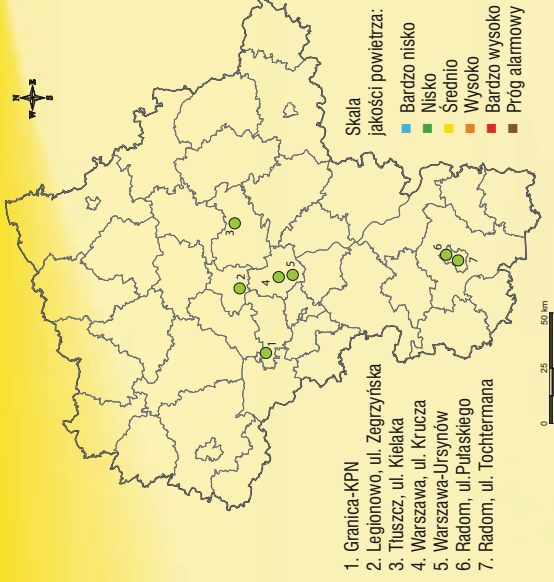 N
W E
S
3
2
4
5
1
6
7
Skala
jakości powietrza:
Bardzo nisko
Nisko
Średnio
Wysoko
Bardzo wysoko
Próg alarmowy
1. Granica-KPN
2. Legionowo, ul. Zegrzyńska
3. Tłuszcz, ul. Kielaka
4. Warszawa, ul. Krucza
5. Warszawa-Ursynów
6. Radom, ul.Pułaskiego
7. Radom, ul. Tochtermana
0 25 50 km